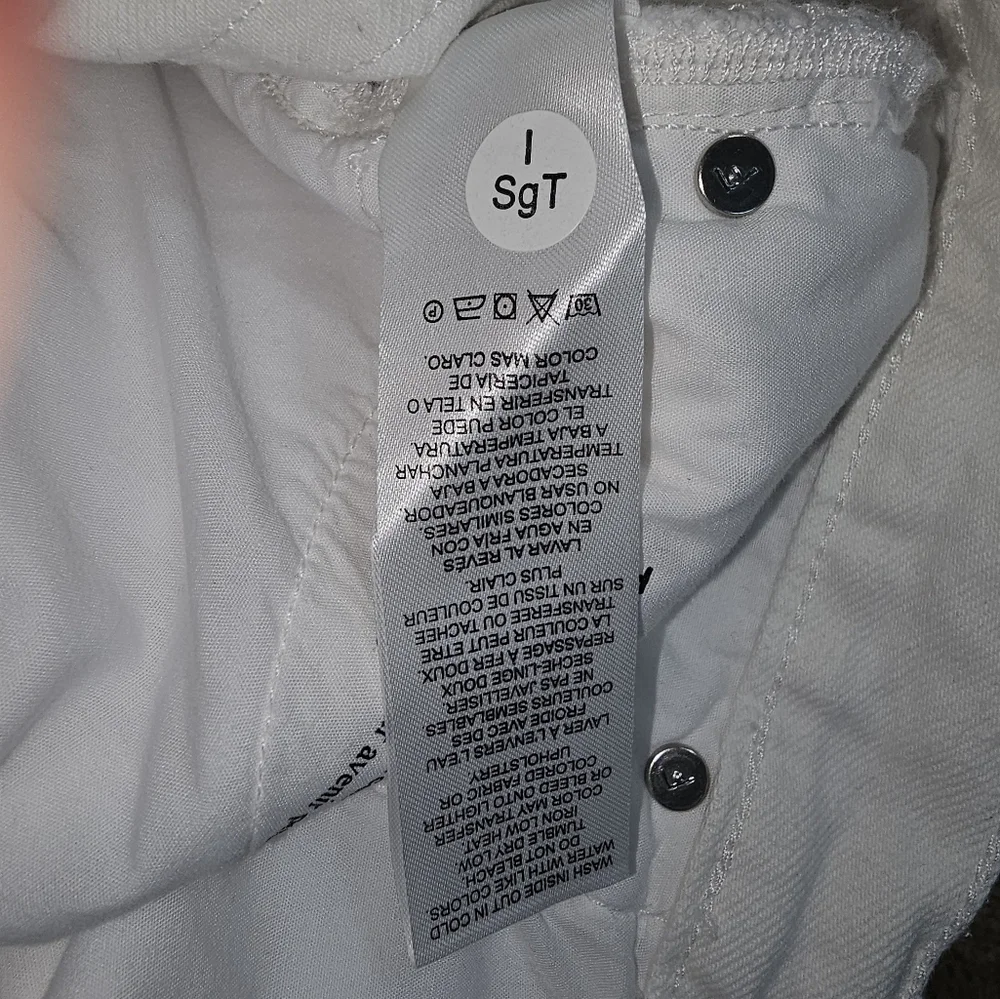 I
SgT
WASH INSIDE OUT IN COLD
WATER WITH LIKE COLORS.
DO NOT BLEACH.
TUMBLE DRY LOW.
IRON LOW HEAT.
COLOR MAY TRANSFER
OR BLEED ONTO LIGHTER
COLORED FABRIC OR
UPHOLSTERY
LAVER A L'ENVERS L'EAU
FROIDE AVEC DES
COULEURS SEMBLABLES
NE PAS JAVELLISER.
SECHE-LINGE DOUX
REPASSAGE À FER DOUX
LA COULEUR PEUT ETRE
TRANSFEREE OU TACHEE
SUR UN TISSU DE COULEUR
PLUS CLAIR.
LAVAR AL REVÉS
EN AGUA FRIA CON
COLORES SIMILARES.
NO USAR BLANQUEADOR.
SECADORA A BAJA
TEMPERATURA PLANCHAR
A BAJA TEMPERATURA.
EL COLOR PUEDE
TRANSFERIR EN TELA O
TAPICERÍA DE
COLOR MAS CLARO.
30
P
avenir